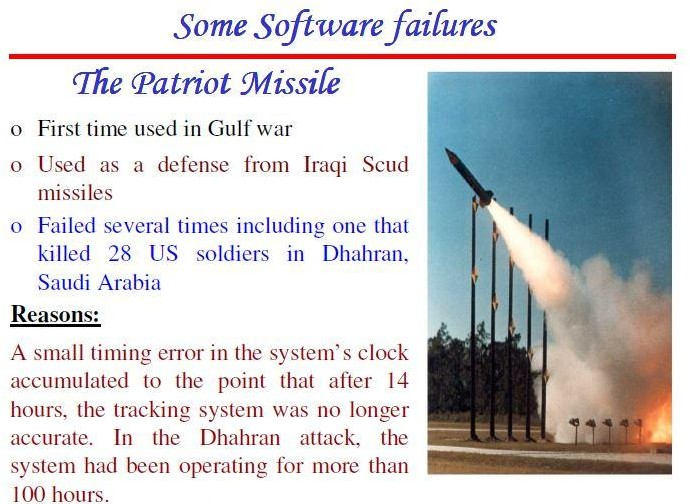 Some Software failures
The Patriot Missile
o First time used in Gulf war
o Used as a defense from Iraqi Scud
missiles
o Failed several times including one that
killed 28 US soldiers in Dhahran,
Saudi Arabia
Reasons:
A small timing error in the system's clock
accumulated to the point that after 14
hours, the tracking system was no longer
accurate. In the Dhahran attack, the
system had been operating for more than
100 hours.